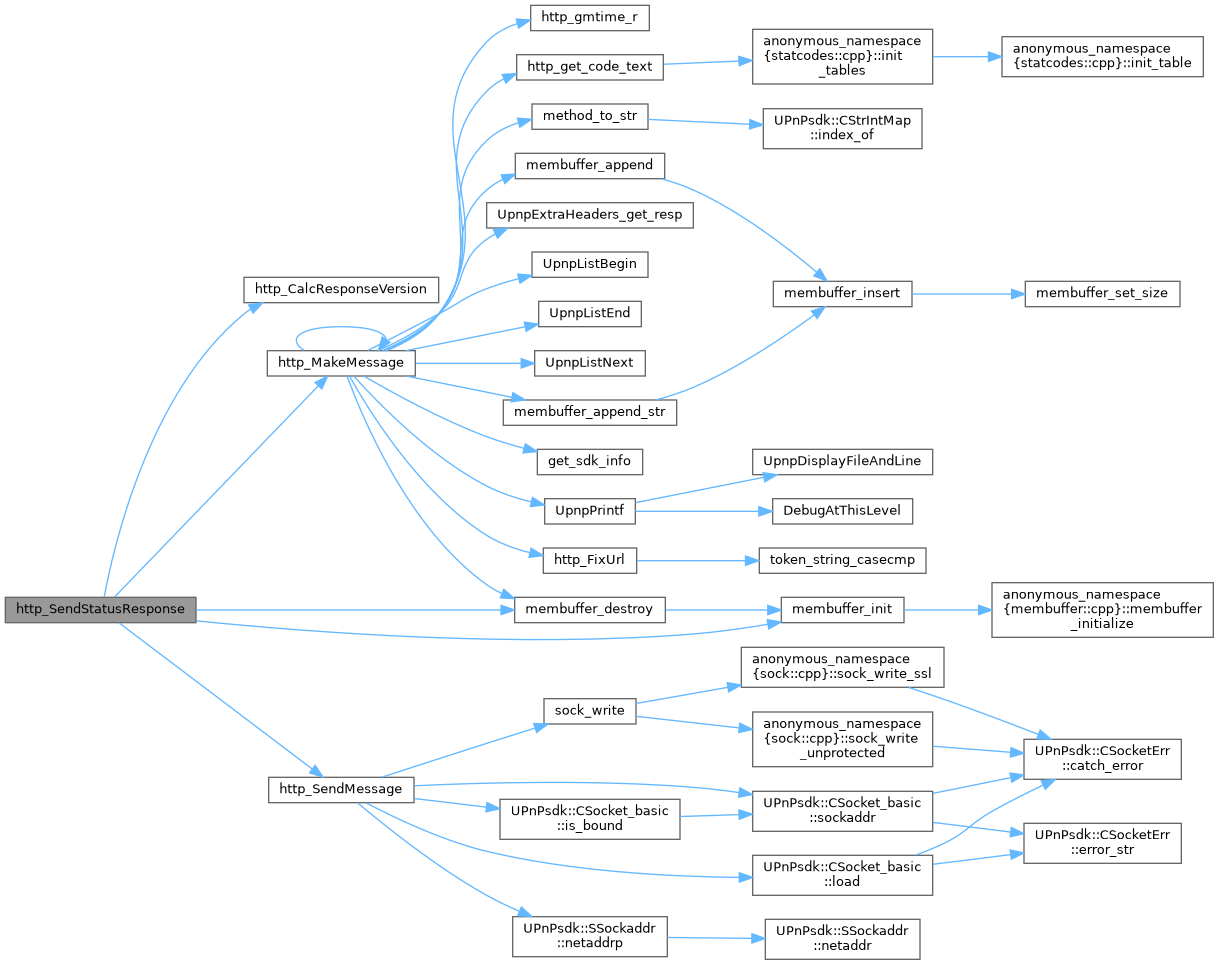 http_gmtime_r
http_get_code_text
anonymous_namespace
{statcodes::cpp}::init
_tables
anonymous_namespace
{statcodes::cpp}::init_table
method_to_str
UPnPsdk::CStrIntMap
::index_of
membuffer_append
UpnpExtraHeaders_get_resp
UpnpListBegin
http_CalcResponseVersion
membuffer_insert
membuffer_set_size
UpnpListEnd
http_MakeMessage
UpnpListNext
membuffer_append_str
get_sdk_info
UpnpDisplayFileAndLine
UpnpPrintf
DebugAtThisLevel
http_FixUrl
token_string_casecmp
http_SendStatusResponse
membuffer_destroy
membuffer_init
anonymous_namespace
{membuffer::cpp}::membuffer
_initialize
anonymous_namespace
{sock::cpp}::sock_write_ssl
sock_write
anonymous_namespace
{sock::cpp}::sock_write
_unprotected
UPnPsdk::CSocketErr
::catch_error
http_SendMessage
UPnPsdk::CSocket_basic
::is_bound
UPnPsdk::CSocket_basic
::sockaddr
UPnPsdk::CSocketErr
::error_str
UPnPsdk::CSocket_basic
::load
UPnPsdk::SSockaddr
::netaddrp
UPnPsdk::SSockaddr
::netaddr